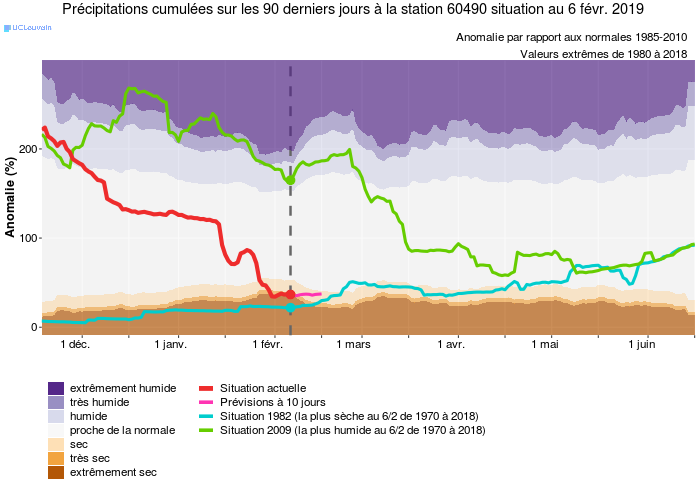 Précipitations cumulées sur les 90 derniers jours à la station 60490 situation au 6 févr. 2019
UCLouvain
Anomalie par rapport aux normales 1985-2010
Valeurs extrêmes de 1980 à 2018
Anomalie (%)
200
100
0
1 déc. 1 janv. 1 févr. 1 mars 1 avr. 1 mai 1 juin
extrêmement humide
très humide
humide
proche de la normale
sec
très sec
extrêmement sec
Situation actuelle
Prévisions à 10 jours
Situation 1982 (la plus sèche au 6/2 de 1970 à 2018)
Situation 2009 (la plus humide au 6/2 de 1970 à 2018)